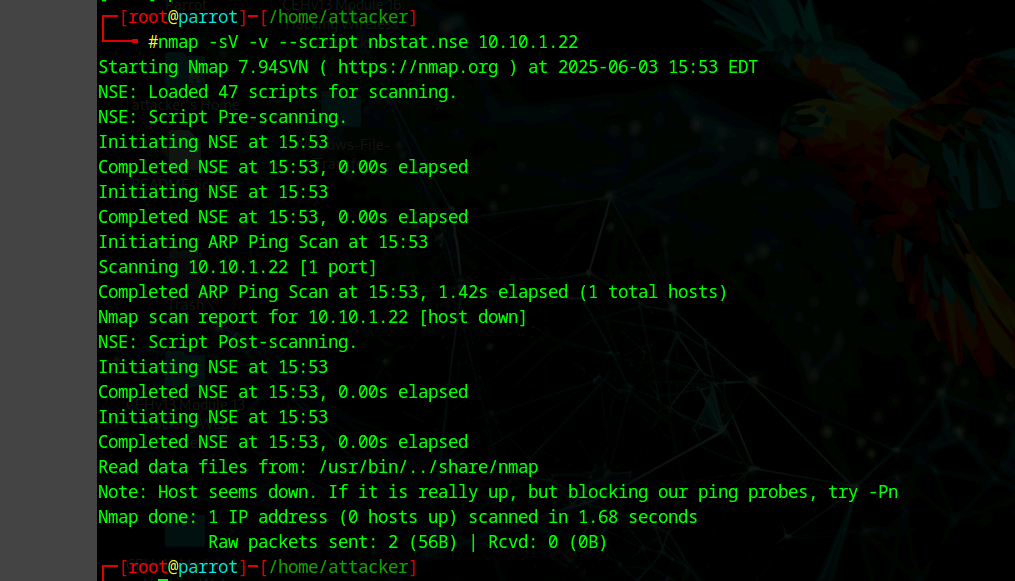 [root@parrot]─[/home/attacker]
#nmap -sV -v --script nbstat.nse 10.10.1.22
Starting Nmap 7.94SVN ( https://nmap.org ) at 2025-06-03 15:53 EDT
NSE: Loaded 47 scripts for scanning.
NSE: Script Pre-scanning.
Initiating NSE at 15:53
Completed NSE at 15:53, 0.00s elapsed
Initiating NSE at 15:53
Completed NSE at 15:53, 0.00s elapsed
Initiating ARP Ping Scan at 15:53
Scanning 10.10.1.22 [1 port]
Completed ARP Ping Scan at 15:53, 1.42s elapsed (1 total hosts)
Nmap scan report for 10.10.1.22 [host down]
NSE: Script Post-scanning.
Initiating NSE at 15:53
Completed NSE at 15:53, 0.00s elapsed
Initiating NSE at 15:53
Completed NSE at 15:53, 0.00s elapsed
Read data files from: /usr/bin/../share/nmap
Note: Host seems down. If it is really up, but blocking our ping probes, try -Pn
Nmap done: 1 IP address (0 hosts up) scanned in 1.68 seconds
Raw packets sent: 2 (56B) | Rcvd: 0 (0B)
[root@parrot]─[/home/attacker]